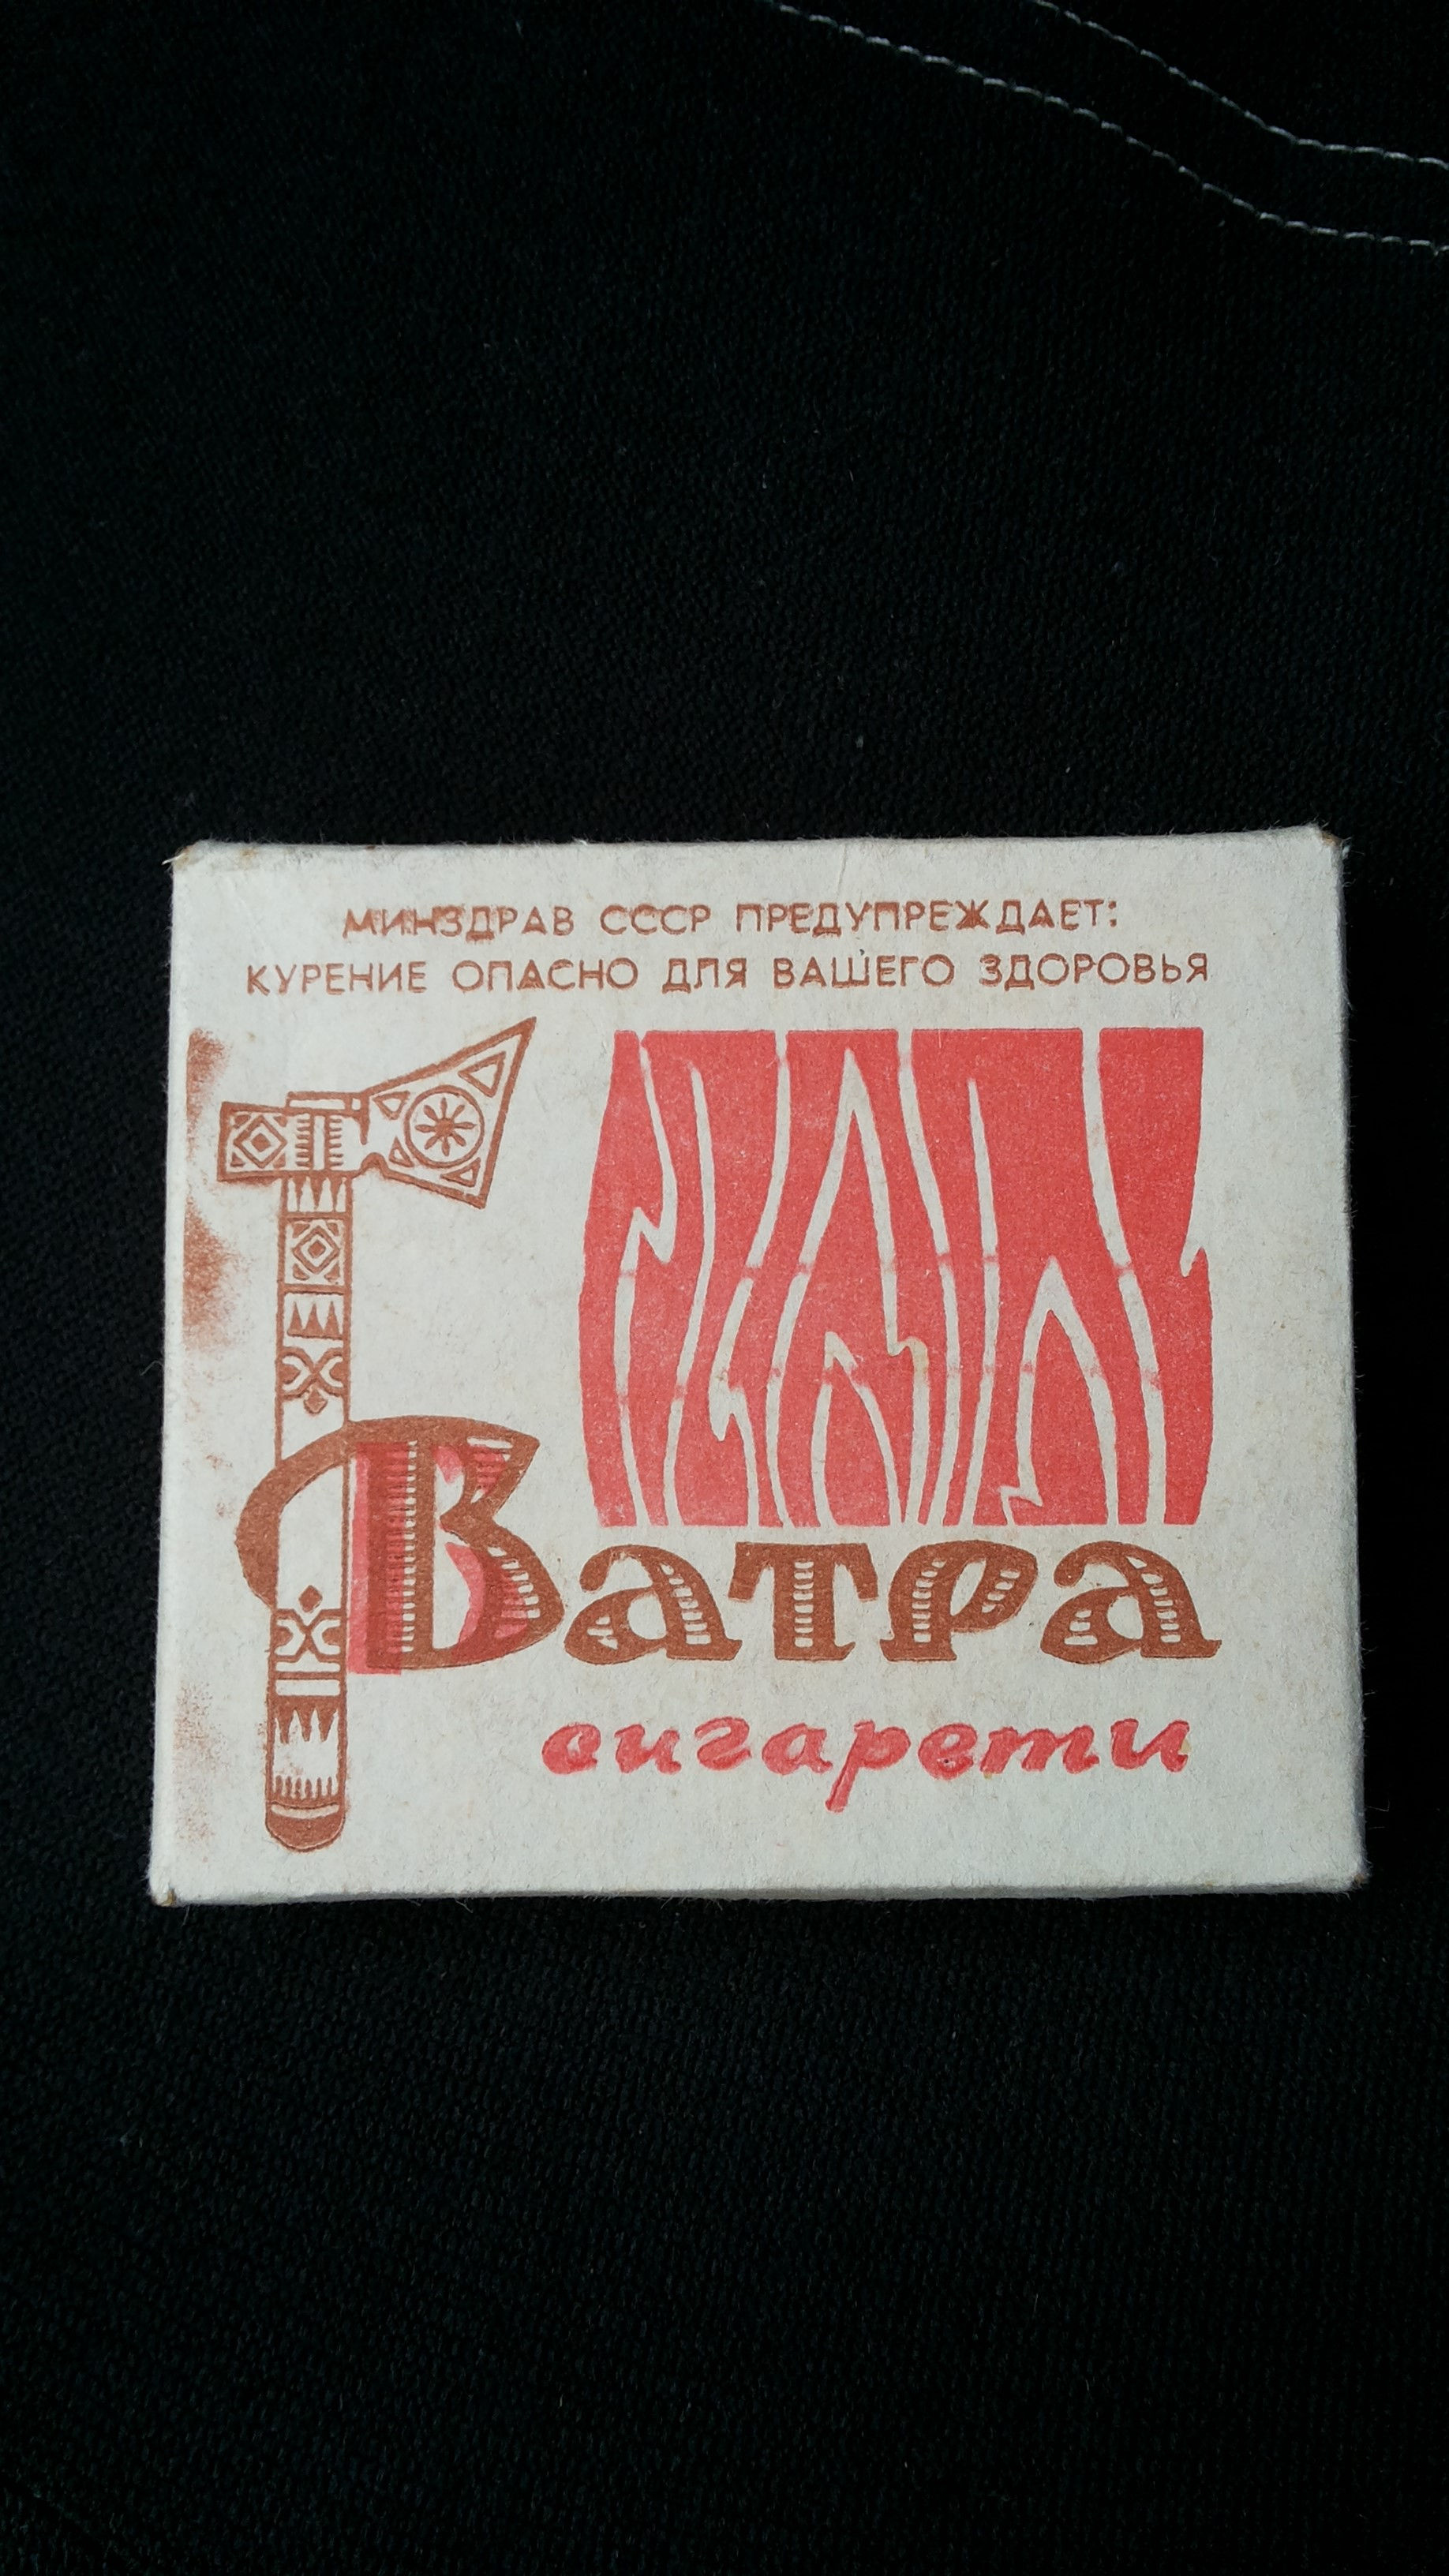 МИНЗДРАВ СССР ПРЕДУПРЕЖДАЕТ:
КУРЕНИЕ ОПАСНО ДЛЯ ВАШЕГО ЗДОРОВЬЯ
Ватра
сигарети